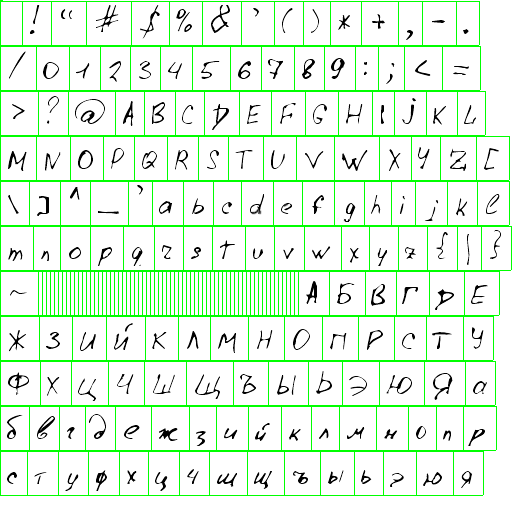 ! " # $ % & ' ( ) * + , - .
/ 0 1 2 3 4 5 6 7 8 9 : ; < =
> ? @ A B C D E F G H I J K L
M N O P Q R S T U V W X Y Z [
\ ] ^ _ ` a b c d e f g h i j k l
m n o p q r s t u v w x y z { | }
~ А Б В Г Д Е
Ж З И Й К Л М Н О П Р С Т У
Ф Х Ц Ч Ш Щ Ъ Ы Ь Э Ю Я а
б в г д е ж з и й к л м н о п р
с т у ф х ц ч ш щ ъ ы ь э ю я